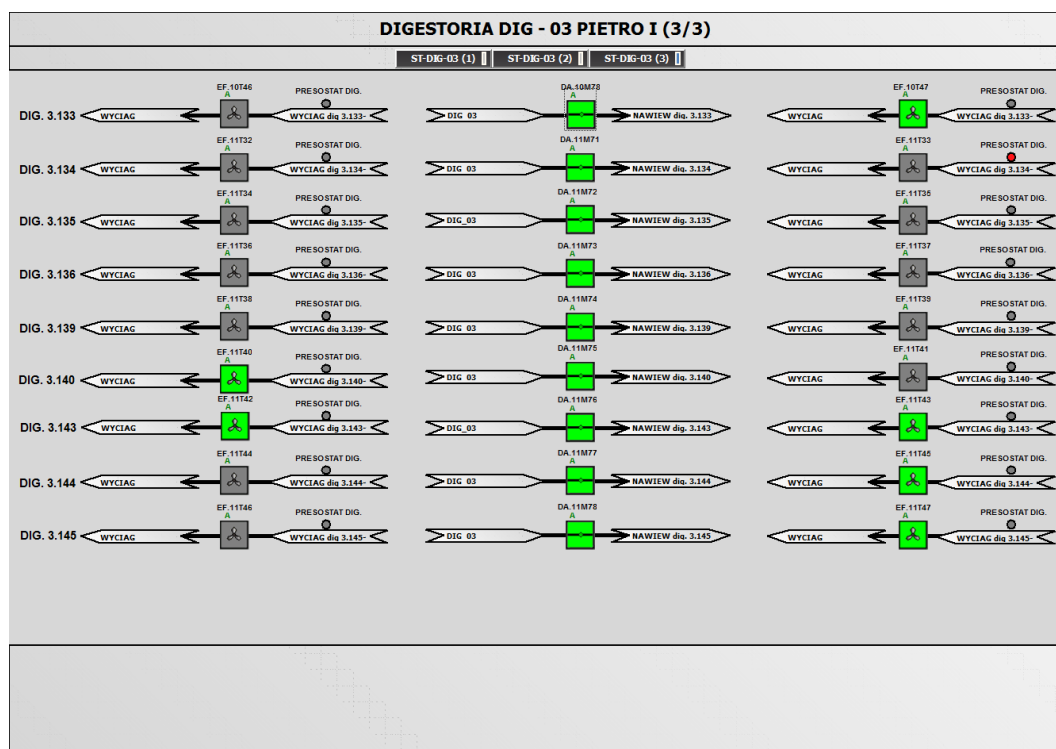 DIGESTORIA DIG - 03 PIETRO I (3/3)
ST-DIG-03 (1) ST-DIG-03 (2) ST-DIG-03 (3)
EF.10T46 PRESOSTAT DIG. DA.10M78 EF.10T47 PRESOSTAT DIG.
A A A
DIG. 3.133 WYCIAG WYCIAG dig 3.133- DIG 03 NAWIEW dig. 3.133 WYCIAG WYCIAG dig 3.133-
EF.11T32 PRESOSTAT DIG. DA.11M71 EF.11T33 PRESOSTAT DIG.
A A A
DIG. 3.134 WYCIAG WYCIAG dig 3.134- DIG 03 NAWIEW dig. 3.134 WYCIAG WYCIAG dig 3.134-
EF.11T34 PRESOSTAT DIG. DA.11M72 EF.11T35 PRESOSTAT DIG.
A A A
DIG. 3.135 WYCIAG WYCIAG dig 3.135- DIG_03 NAWIEW dig. 3.135 WYCIAG WYCIAG dig 3.135-
EF.11T36 PRESOSTAT DIG. DA.11M73 EF.11T37 PRESOSTAT DIG.
A A A
DIG. 3.136 WYCIAG WYCIAG dig 3.136- DIG 03 NAWIEW dig. 3.136 WYCIAG WYCIAG dig 3.136-
EF.11T38 PRESOSTAT DIG. DA.11M74 EF.11T39 PRESOSTAT DIG.
A A A
DIG. 3.139 WYCIAG WYCIAG dig 3.139- DIG 03 NAWIEW dig. 3.139 WYCIAG WYCIAG dig 3.139-
EF.11T40 PRESOSTAT DIG. DA.11M75 EF.11T41 PRESOSTAT DIG.
A A A
DIG. 3.140 WYCIAG WYCIAG dig 3.140- DIG 03 NAWIEW dig. 3.140 WYCIAG WYCIAG dig 3.140-
EF.11T42 PRESOSTAT DIG. DA.11M76 EF.11T43 PRESOSTAT DIG.
A A A
DIG. 3.143 WYCIAG WYCIAG dig 3.143- DIG_03 NAWIEW dig. 3.143 WYCIAG WYCIAG dig 3.143-
EF.11T44 PRESOSTAT DIG. DA.11M77 EF.11T45 PRESOSTAT DIG.
A A A
DIG. 3.144 WYCIAG WYCIAG dig 3.144- DIG 03 NAWIEW dig. 3.144 WYCIAG WYCIAG dig 3.144-
EF.11T46 PRESOSTAT DIG. DA.11M78 EF.11T47 PRESOSTAT DIG.
A A A
DIG. 3.145 WYCIAG WYCIAG dig 3.145- DIG 03 NAWIEW dig. 3.145 WYCIAG WYCIAG dig 3.145-